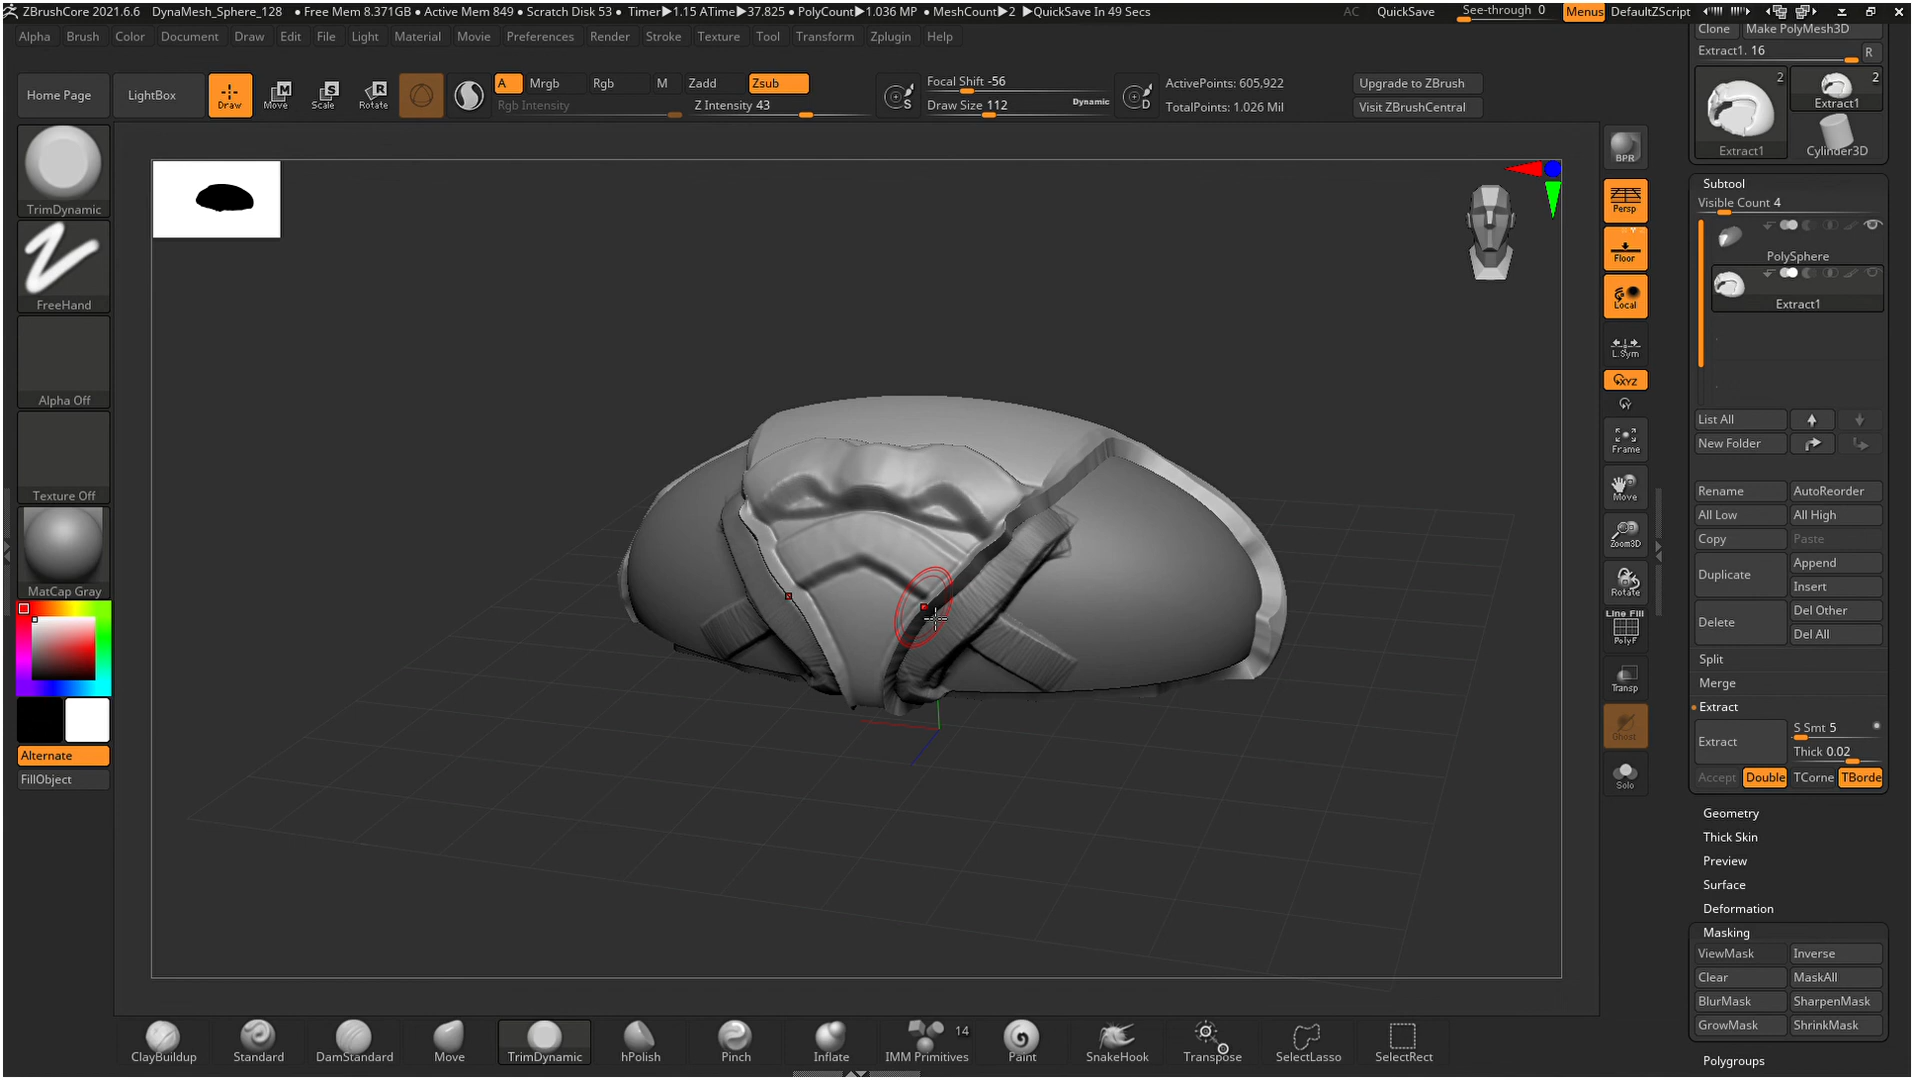 ZBrushCore 2021.6.6 DynaMesh_Sphere_128 • Free Mem 8.371GB • Active Mem 849 • Scratch Disk 53 • Timer▶1.15 ATime▶37.825 • PolyCount▶1.036 MP • MeshCount▶2 ▶QuickSave In 49 Secs AC QuickSave See-through 0 Menus DefaultZScript
Alpha Brush Color Document Draw Edit File Light Material Movie Preferences Render Stroke Texture Tool Transform Zplugin Help
Home Page
LightBox
Draw
Move
Scale
Rotate
A Mrgb Rgb M Zadd Zsub
Rgb Intensity Z Intensity 43
Focal Shift -56
Draw Size 112 Dynamic
S
D
ActivePoints: 605,922
TotalPoints: 1.026 Mil
Upgrade to ZBrush
Visit ZBrushCentral
TrimDynamic
FreeHand
Alpha Off
Texture Off
MatCap Gray
Alternate
FillObject
BPR
Persp
Floor
Local
L.Sym
XYZ
Frame
Move
Zoom3D
Rotate
Line Fill
PolyF
Transp
Ghost
Solo
Clone Make PolyMesh3D
Extract1. 16 R
2 2
Extract1
Extract1 Cylinder3D
Subtool
Visible Count 4
PolySphere
Extract1
List All
New Folder
Rename AutoReorder
All Low All High
Copy Paste
Duplicate Append
Insert
Delete Del Other
Del All
Split
Merge
Extract
Extract S Smt 5
Thick 0.02
Accept Double TCorne TBorde
Geometry
Thick Skin
Preview
Surface
Deformation
Masking
ViewMask Inverse
Clear MaskAll
BlurMask SharpenMask
GrowMask ShrinkMask
Polygroups
ClayBuildup Standard DamStandard Move TrimDynamic hPolish Pinch Inflate IMM Primitives 14 Paint SnakeHook Transpose SelectLasso SelectRect